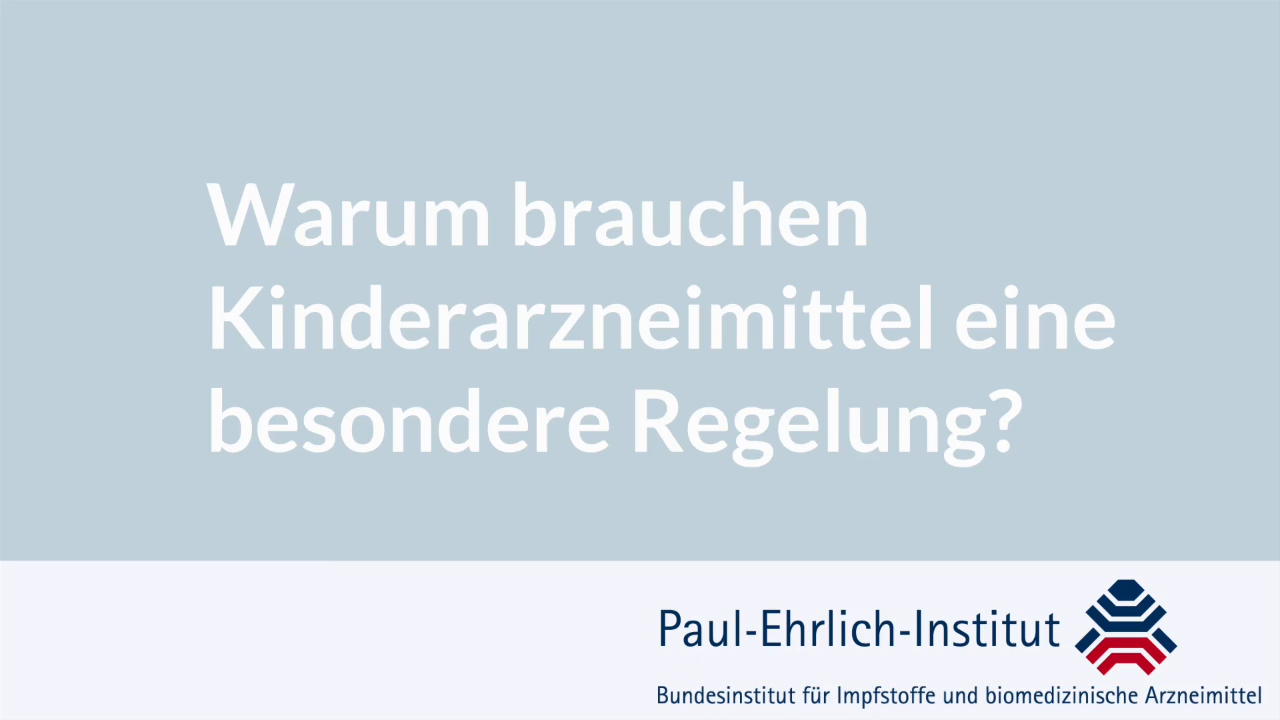 Warum brauchen
Kinderarzneimittel eine
besondere Regelung?
Paul-Ehrlich-Institut
Bundesinstitut für Impfstoffe und biomedizinische Arzneimittel